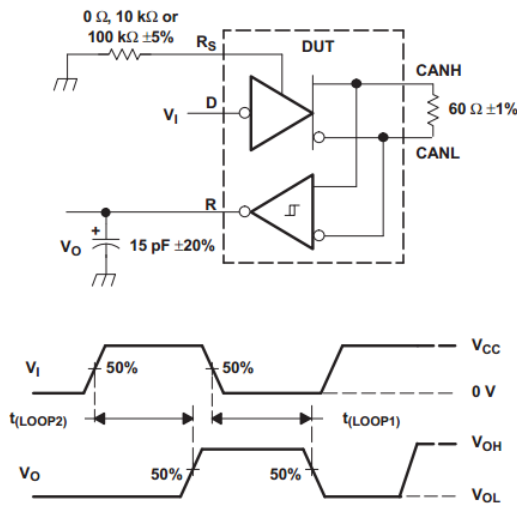 0 Ω, 10 kΩ or
100 kΩ ±5%
RS
DUT
CANH
D
VI
60 Ω ±1%
CANL
R
+
VO
15 pF ±20%
VI
50%
50%
VCC
0 V
t(LOOP2)
t(LOOP1)
VO
50%
50%
VOH
VOL